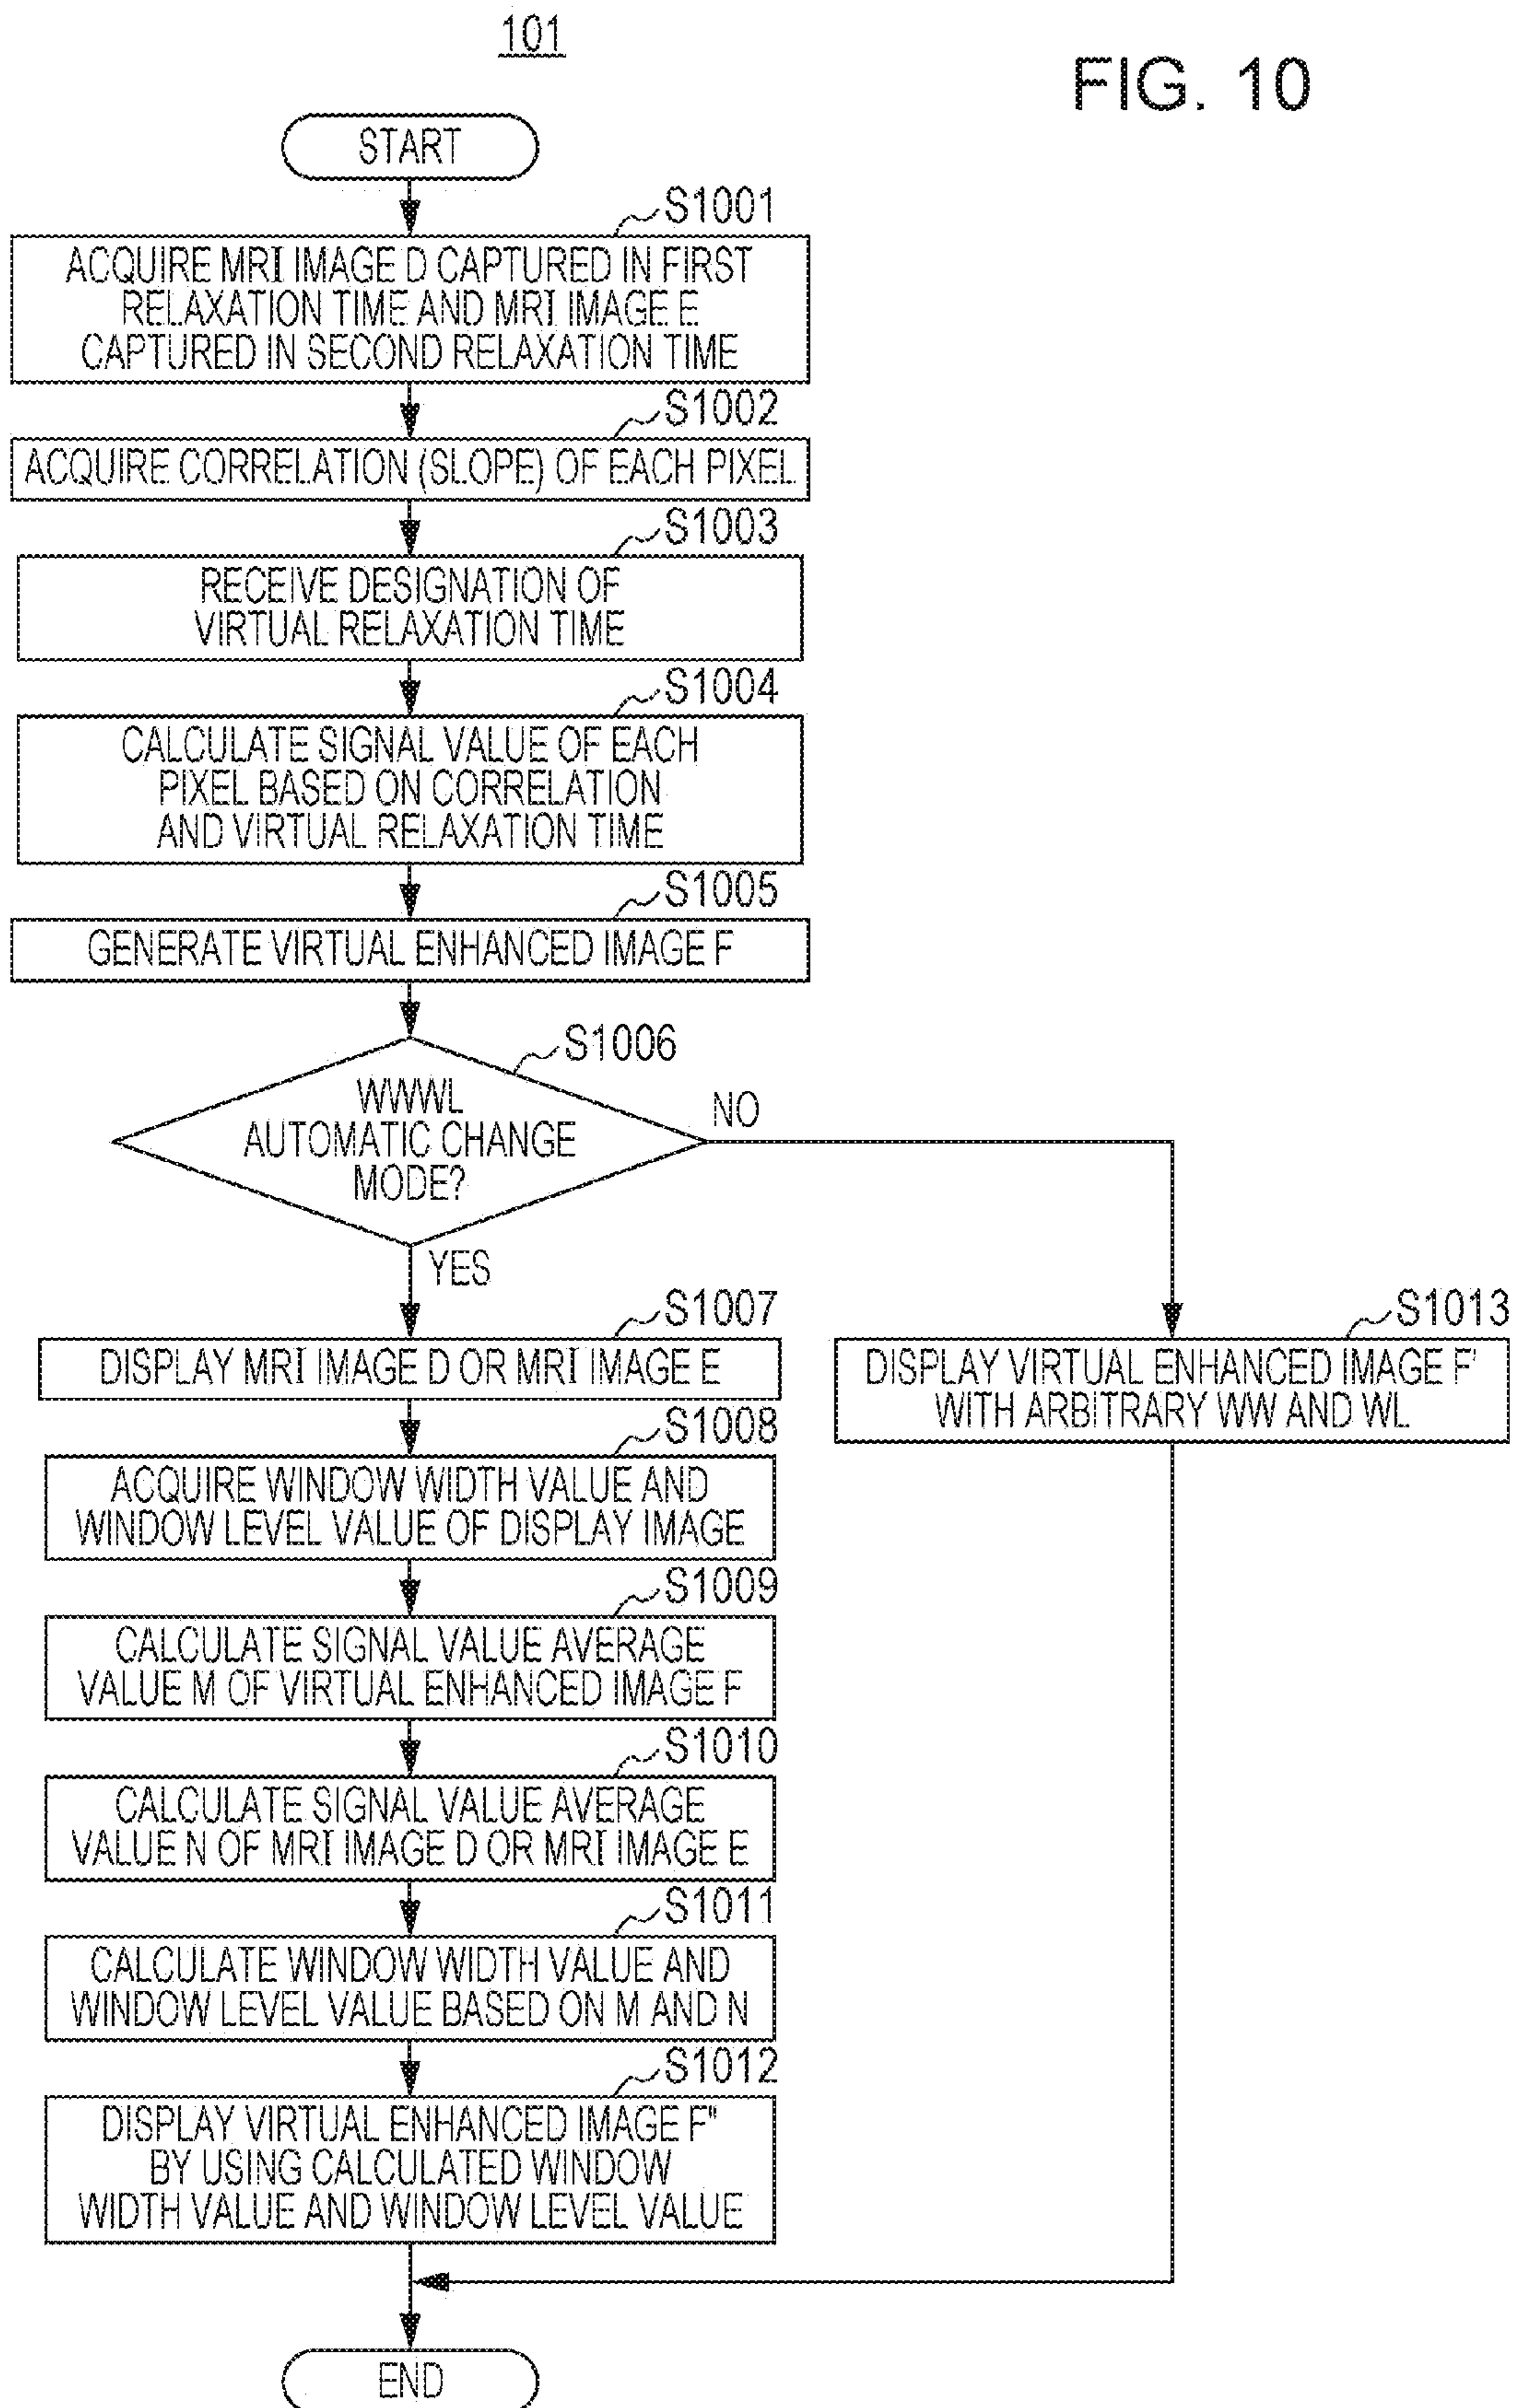 101
FIG. 10
START
S1001
ACQUIRE MRI IMAGE D CAPTURED IN FIRST
RELAXATION TIME AND MRI IMAGE E
CAPTURED IN SECOND RELAXATION TIME
S1002
ACQUIRE CORRELATION (SLOPE) OF EACH PIXEL
S1003
RECEIVE DESIGNATION OF
VIRTUAL RELAXATION TIME
S1004
CALCULATE SIGNAL VALUE OF EACH
PIXEL BASED ON CORRELATION
AND VIRTUAL RELAXATION TIME
S1005
GENERATE VIRTUAL ENHANCED IMAGE F
S1006
WWWL
AUTOMATIC CHANGE
MODE?
NO
YES
S1007
DISPLAY MRI IMAGE D OR MRI IMAGE E
S1013
DISPLAY VIRTUAL ENHANCED IMAGE F'
WITH ARBITRARY WW AND WL
S1008
ACQUIRE WINDOW WIDTH VALUE AND
WINDOW LEVEL VALUE OF DISPLAY IMAGE
S1009
CALCULATE SIGNAL VALUE AVERAGE
VALUE M OF VIRTUAL ENHANCED IMAGE F
S1010
CALCULATE SIGNAL VALUE AVERAGE
VALUE N OF MRI IMAGE D OR MRI IMAGE E
S1011
CALCULATE WINDOW WIDTH VALUE AND
WINDOW LEVEL VALUE BASED ON M AND N
S1012
DISPLAY VIRTUAL ENHANCED IMAGE F"
BY USING CALCULATED WINDOW
WIDTH VALUE AND WINDOW LEVEL VALUE
END